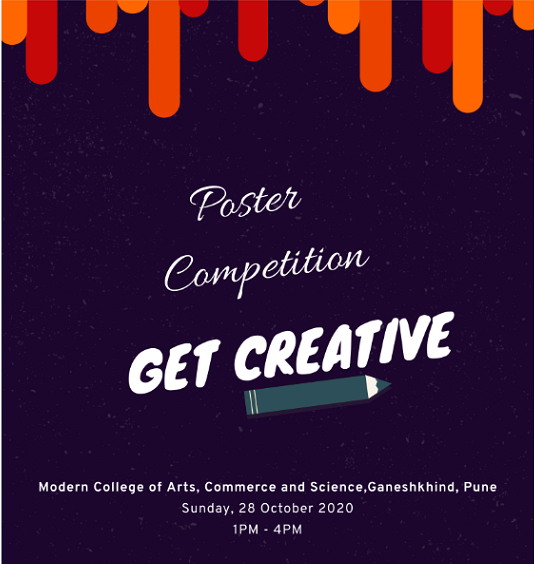 Poster
Competition
GET CREATIVE
Modern College of Arts, Commerce and Science,Ganeshkhind, Pune
Sunday, 28 October 2020
1PM - 4PM